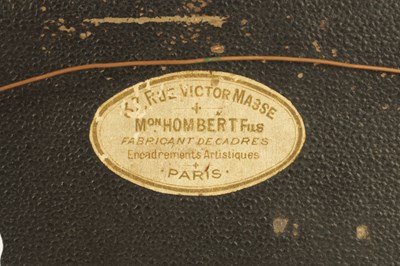 RUE VICTOR MASSE
+
MON HOMBERT FILS
FABRICANT DE CADRES
Encadrements Artistiques
+
PARIS